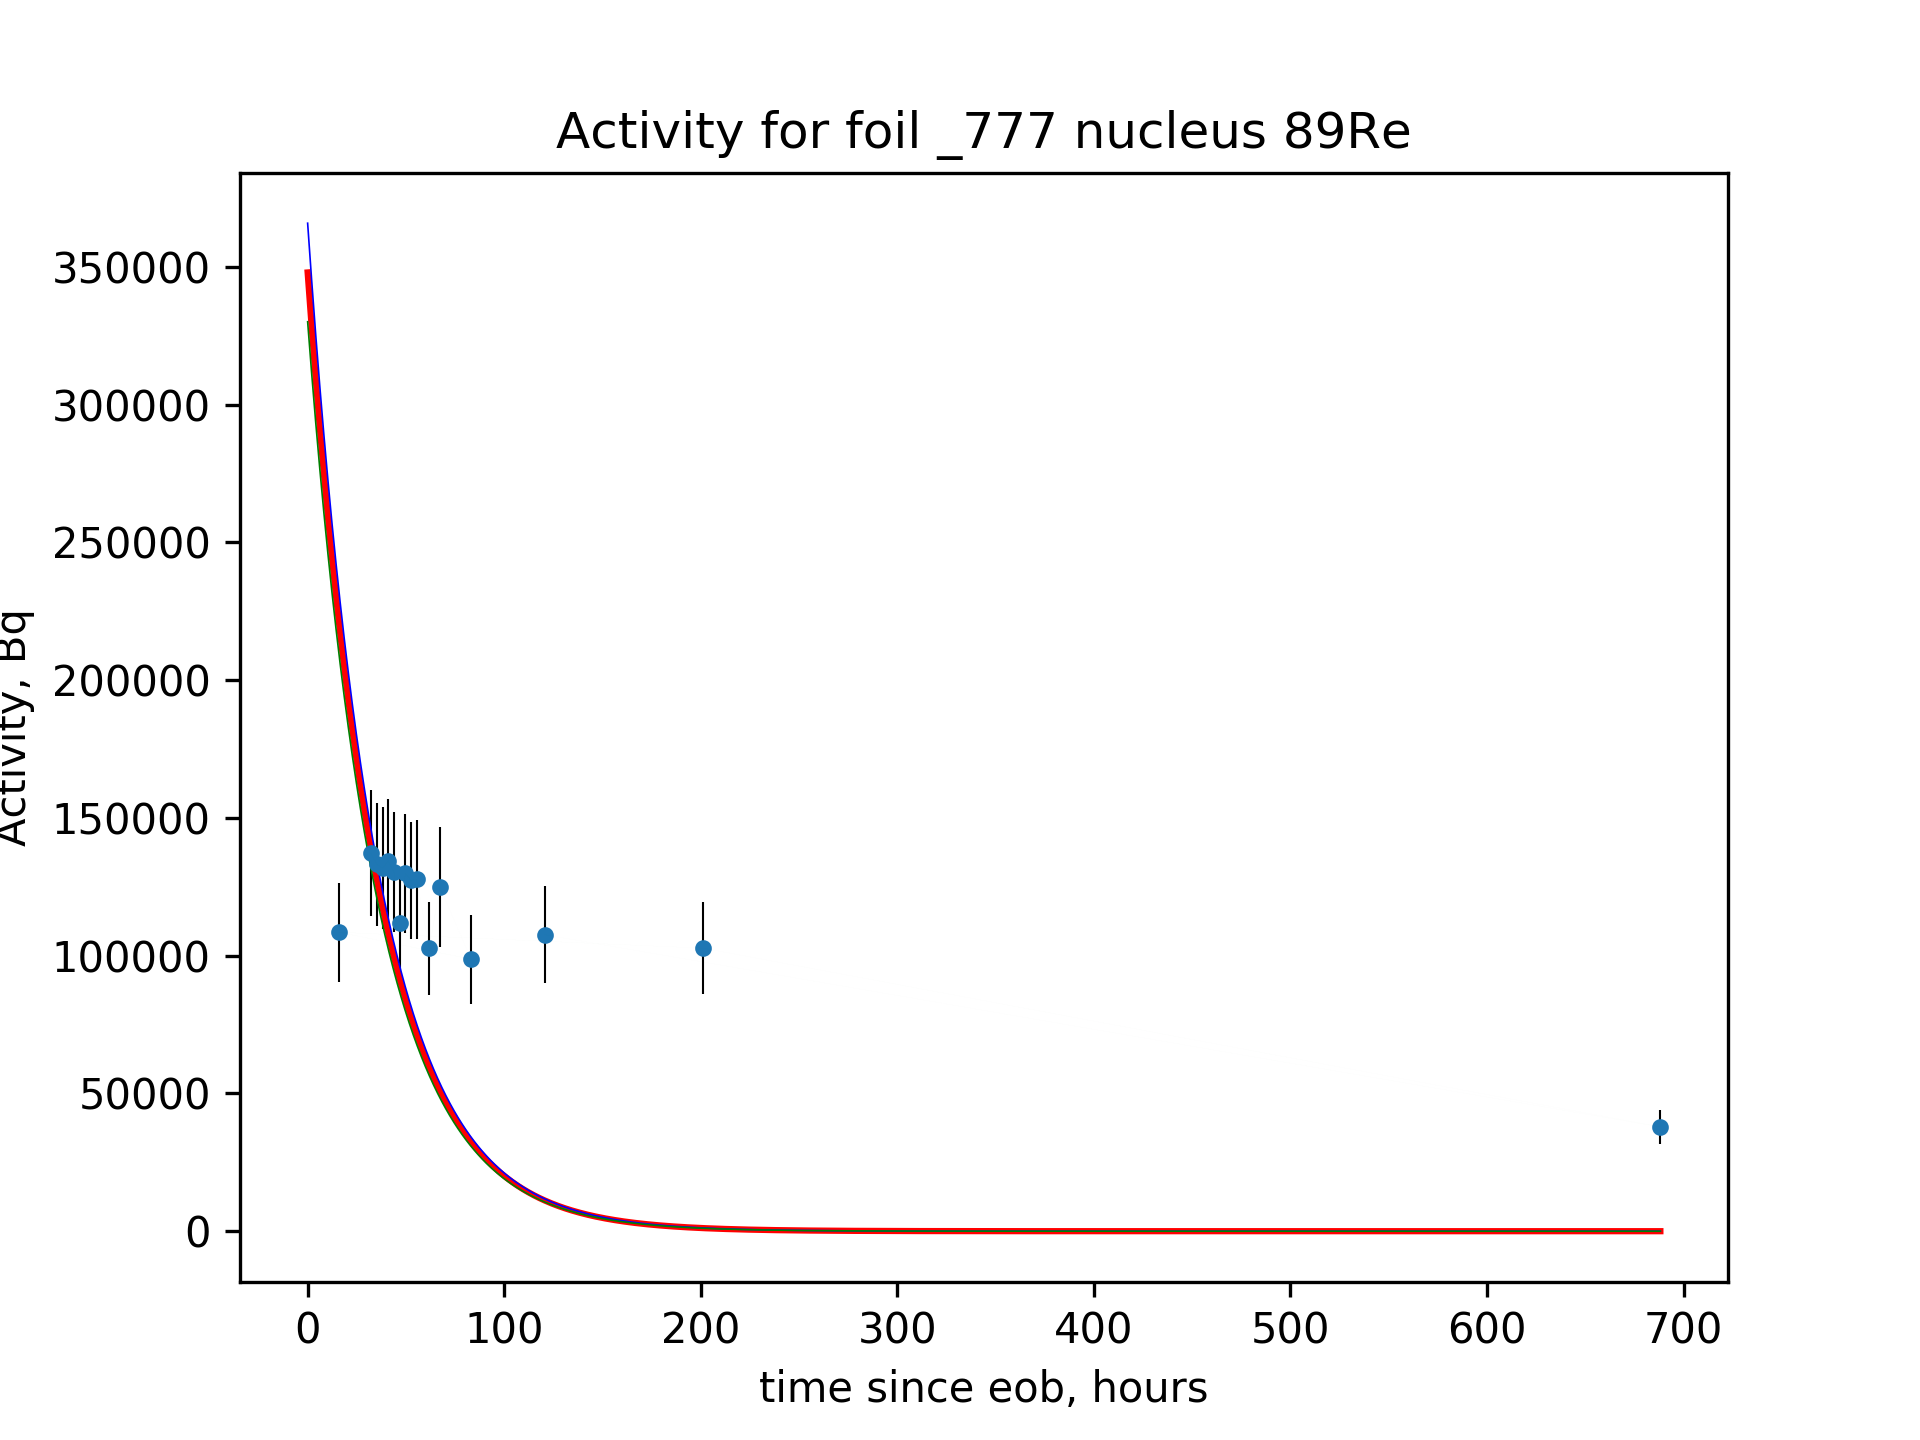 Activity for foil _777 nucleus 89Re
Activity, Bq
350000
300000
250000
200000
150000
100000
50000
0
0 100 200 300 400 500 600 700
time since eob, hours